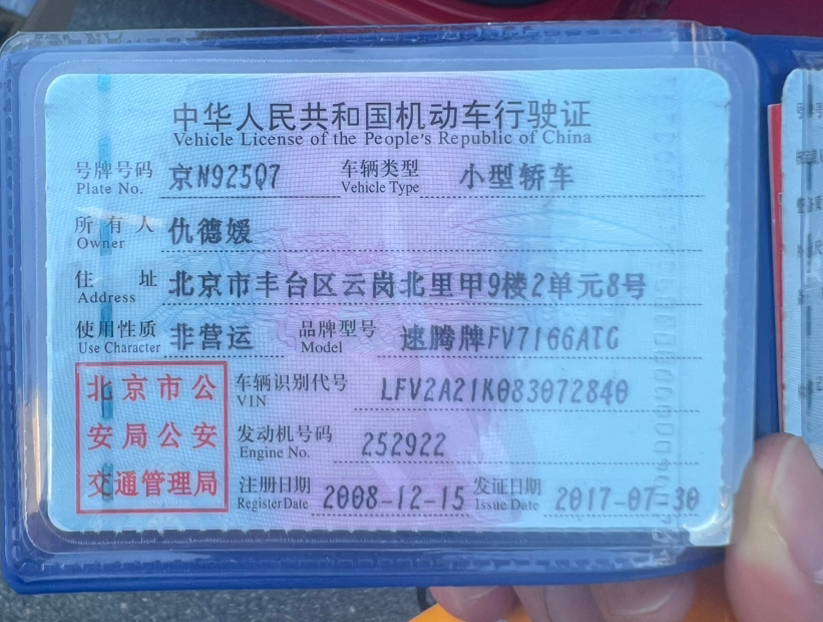 中华人民共和国机动车行驶证
Vehicle License of the People's Republic of China
号牌号码 京N925Q7 车辆类型 小型轿车
Plate No. Vehicle Type
所有人 仇德嫒
Owner
住址 北京市丰台区云岗北里甲9楼2单元8号
Address
使用性质 非营运 品牌型号 速腾牌FV7166ATG
Use Character Model
北京市公
安局公安
交通管理局
车辆识别代号 LFV2A21K083072840
VIN
发动机号码 252922
Engine No.
注册日期 2008-12-15 发证日期 2017-07-30
Register Date Issue Date